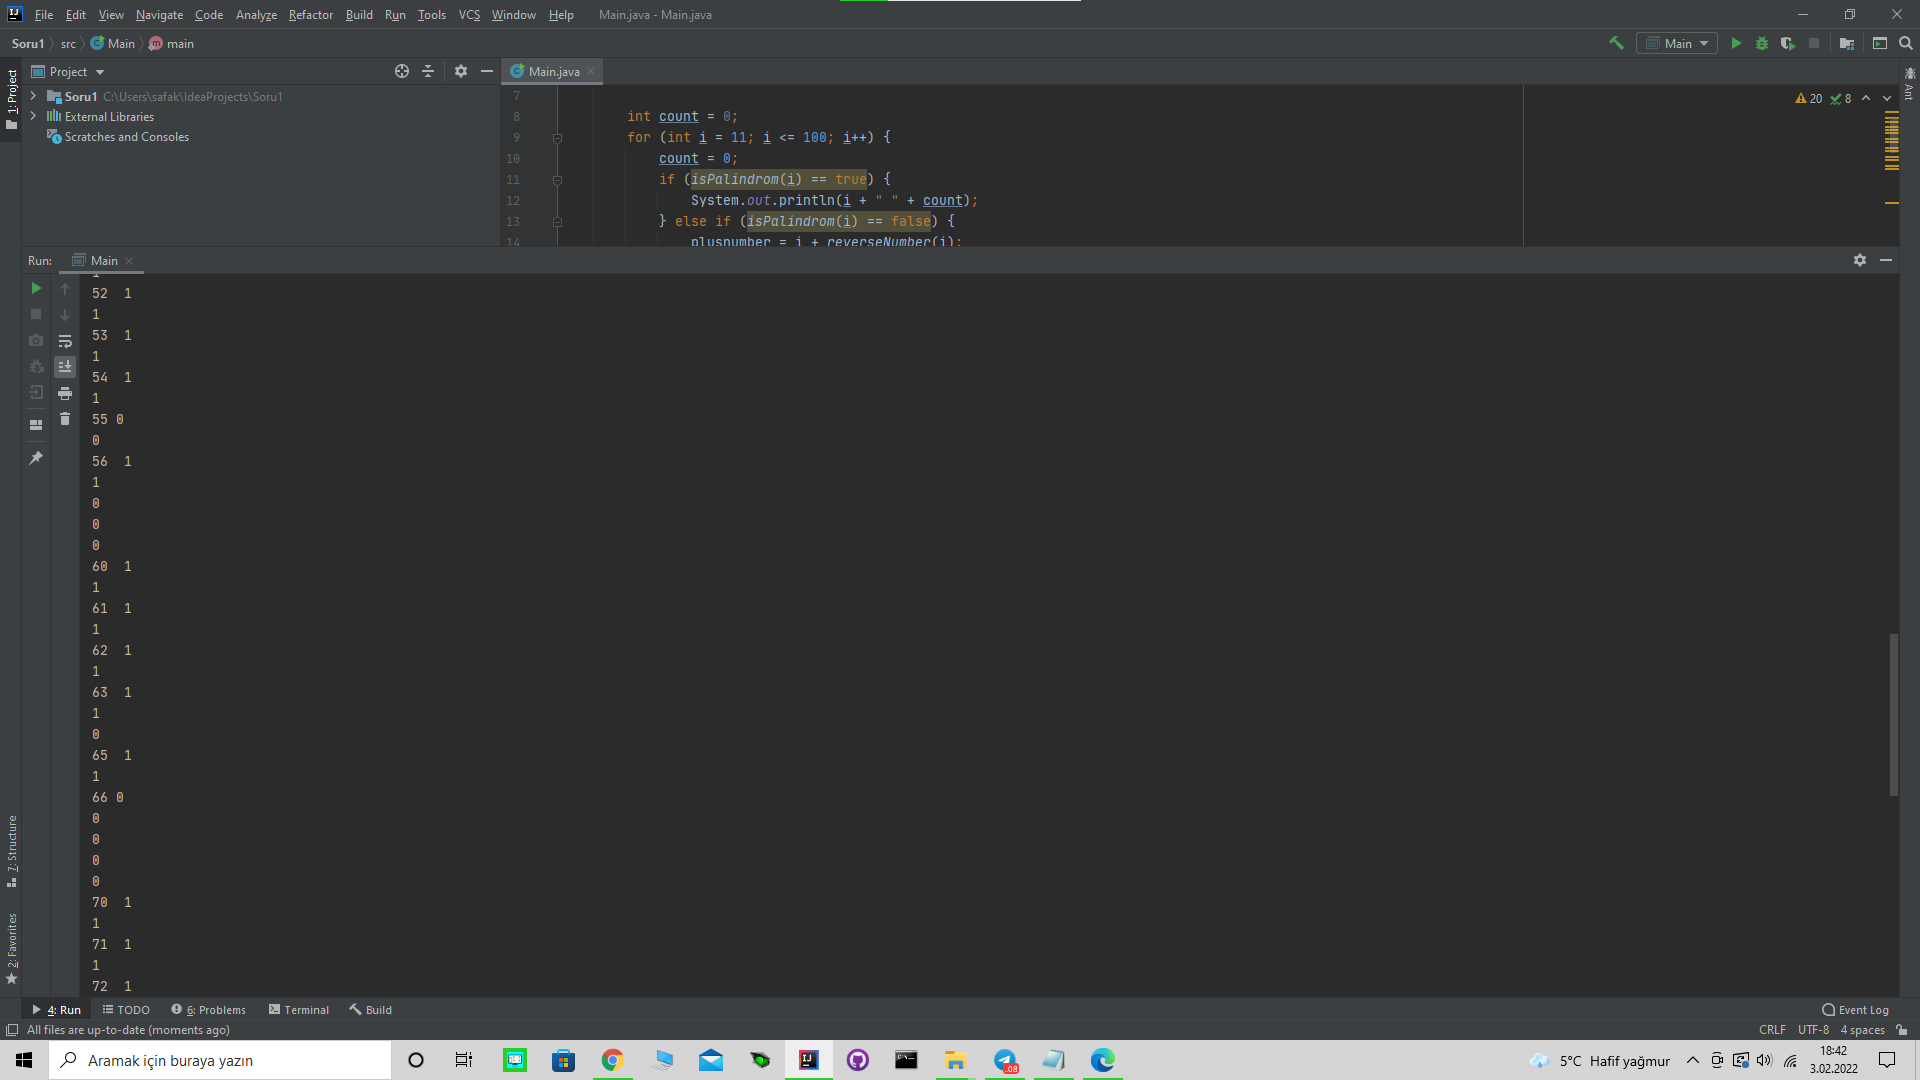 File Edit View Navigate Code Analyze Refactor Build Run Tools VCS Window Help Main.java - Main.java
Soru1 src Main main
Main
1: Project
Project
Main.java
Soru1 C:\Users\safak\IdeaProjects\Soru1
External Libraries
Scratches and Consoles
7
8 int count = 0;
9 for (int i = 11; i <= 100; i++) {
10 count = 0;
11 if (isPalindrom(i) == true) {
12 System.out.println(i + " " + count);
13 } else if (isPalindrom(i) == false) {
14 plusnumber = i + reverseNumber(i);
20 8
Ant
Run: Main
1
52  1
1
53  1
1
54  1
1
55 0
0
56  1
1
0
0
0
60  1
1
61  1
1
62  1
1
63  1
1
0
65  1
1
66 0
0
0
0
0
70  1
1
71  1
1
72  1
7: Structure
2: Favorites
4: Run TODO 6: Problems Terminal Build Event Log
All files are up-to-date (moments ago) CRLF UTF-8 4 spaces
Aramak için buraya yazın
5°C Hafif yağmur
18:42
3.02.2022